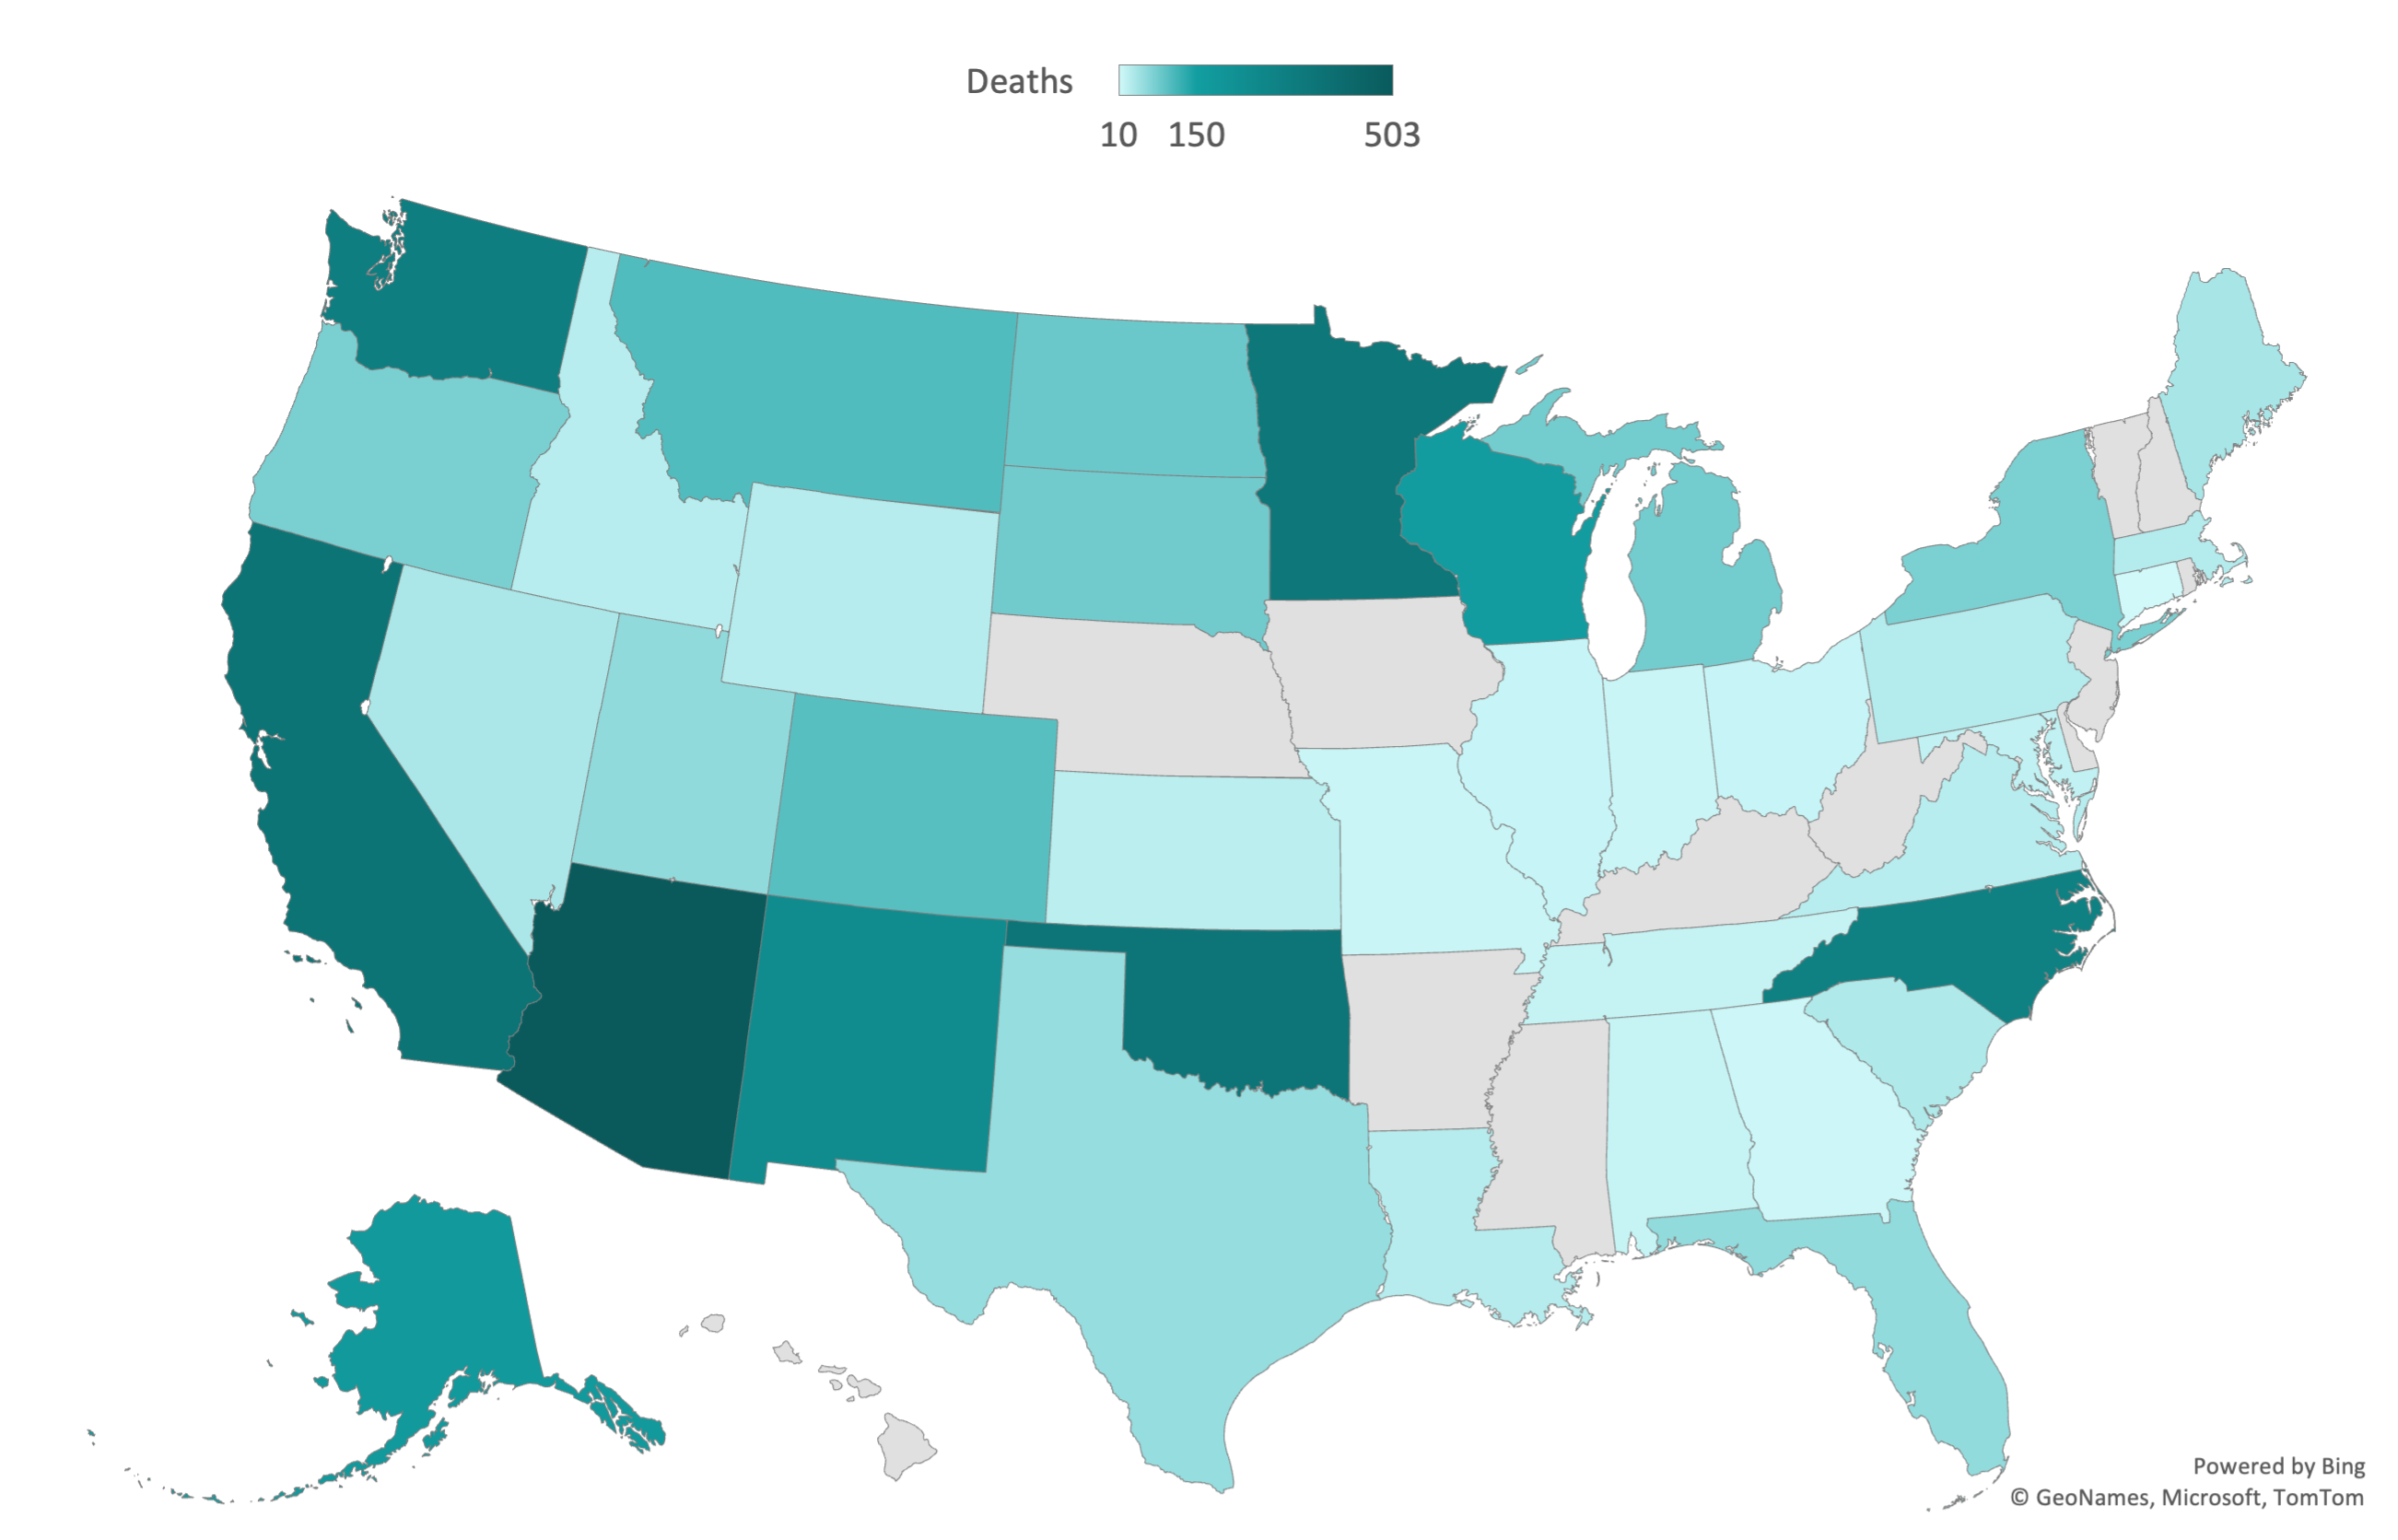 Deaths
10 150 503
Powered by Bing
© GeoNames, Microsoft, TomTom